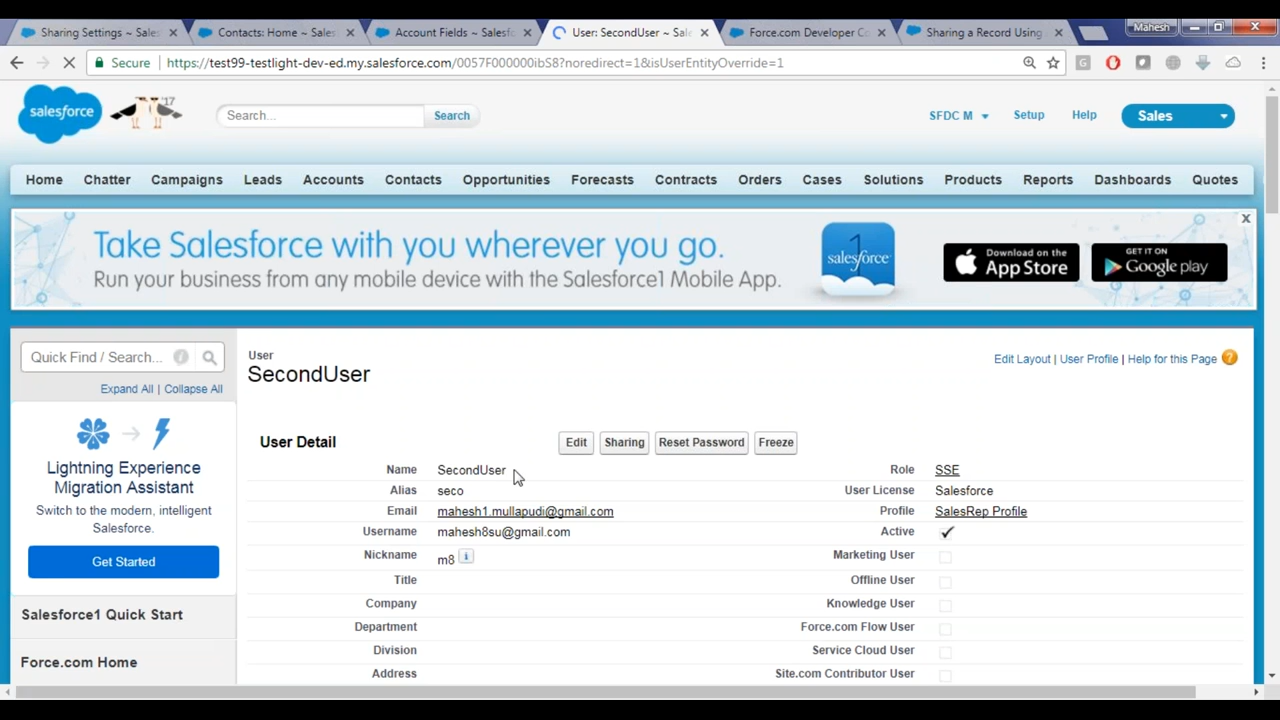 Sharing Settings ~ Salesf
Contacts: Home ~ Sales
Account Fields ~ Salesfo
User: SecondUser ~ Sale
Force.com Developer Co
Sharing a Record Using
Mahesh
Secure
https://test99-testlight-dev-ed.my.salesforce.com/0057F000000ibS8?noredirect=1&isUserEntityOverride=1
salesforce
'17
Search...
Search
SFDC M
Setup
Help
Sales
Home
Chatter
Campaigns
Leads
Accounts
Contacts
Opportunities
Forecasts
Contracts
Orders
Cases
Solutions
Products
Reports
Dashboards
Quotes
Take Salesforce with you wherever you go.
Run your business from any mobile device with the Salesforce1 Mobile App.
salesforce
1
Download on the
App Store
GET IT ON
Google play
X
Quick Find / Search...
Expand All | Collapse All
Lightning Experience
Migration Assistant
Switch to the modern, intelligent
Salesforce.
Get Started
Salesforce1 Quick Start
Force.com Home
User
SecondUser
Edit Layout | User Profile | Help for this Page
User Detail
Edit
Sharing
Reset Password
Freeze
Name SecondUser
Role SSE
Alias seco
User License Salesforce
Email mahesh1.mullapudi@gmail.com
Profile SalesRep Profile
Username mahesh8su@gmail.com
Active
Nickname m8 i
Marketing User
Title
Offline User
Company
Knowledge User
Department
Force.com Flow User
Division
Service Cloud User
Address
Site.com Contributor User